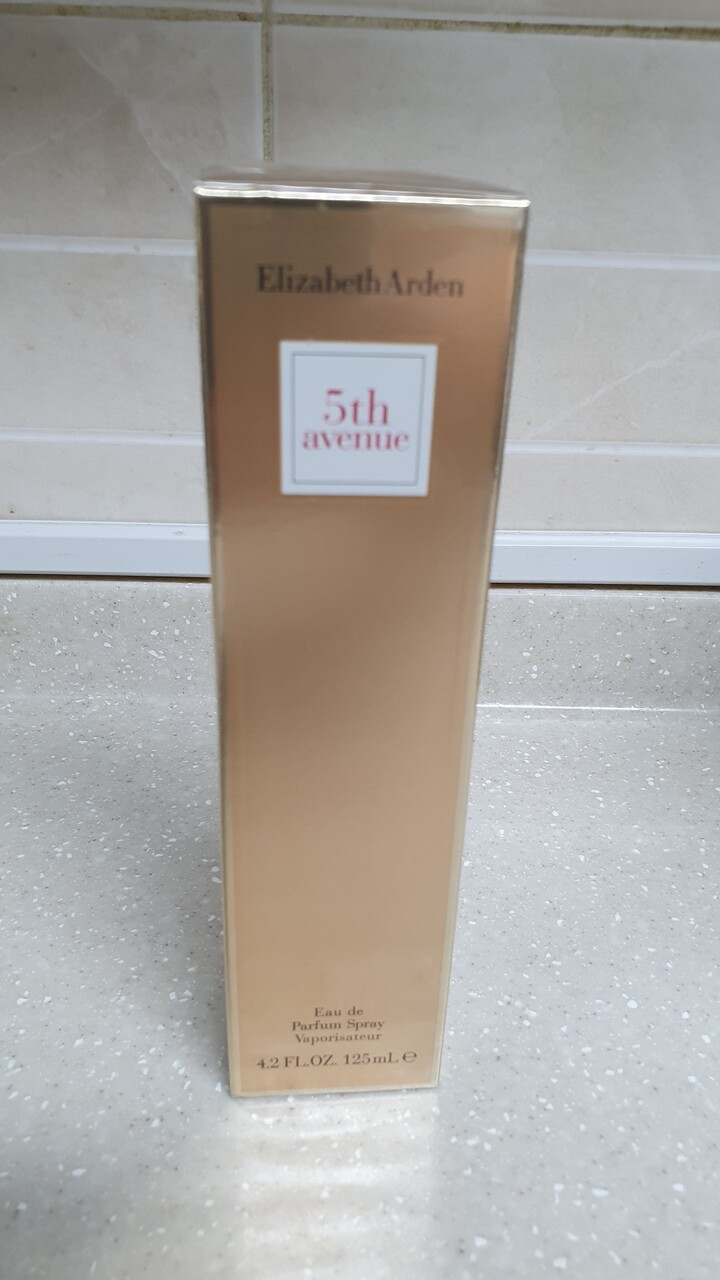 Elizabeth Arden
5th
avenue
Eau de
Parfum Spray
Vaporisateur
4.2 FL.OZ. 125mL ℮